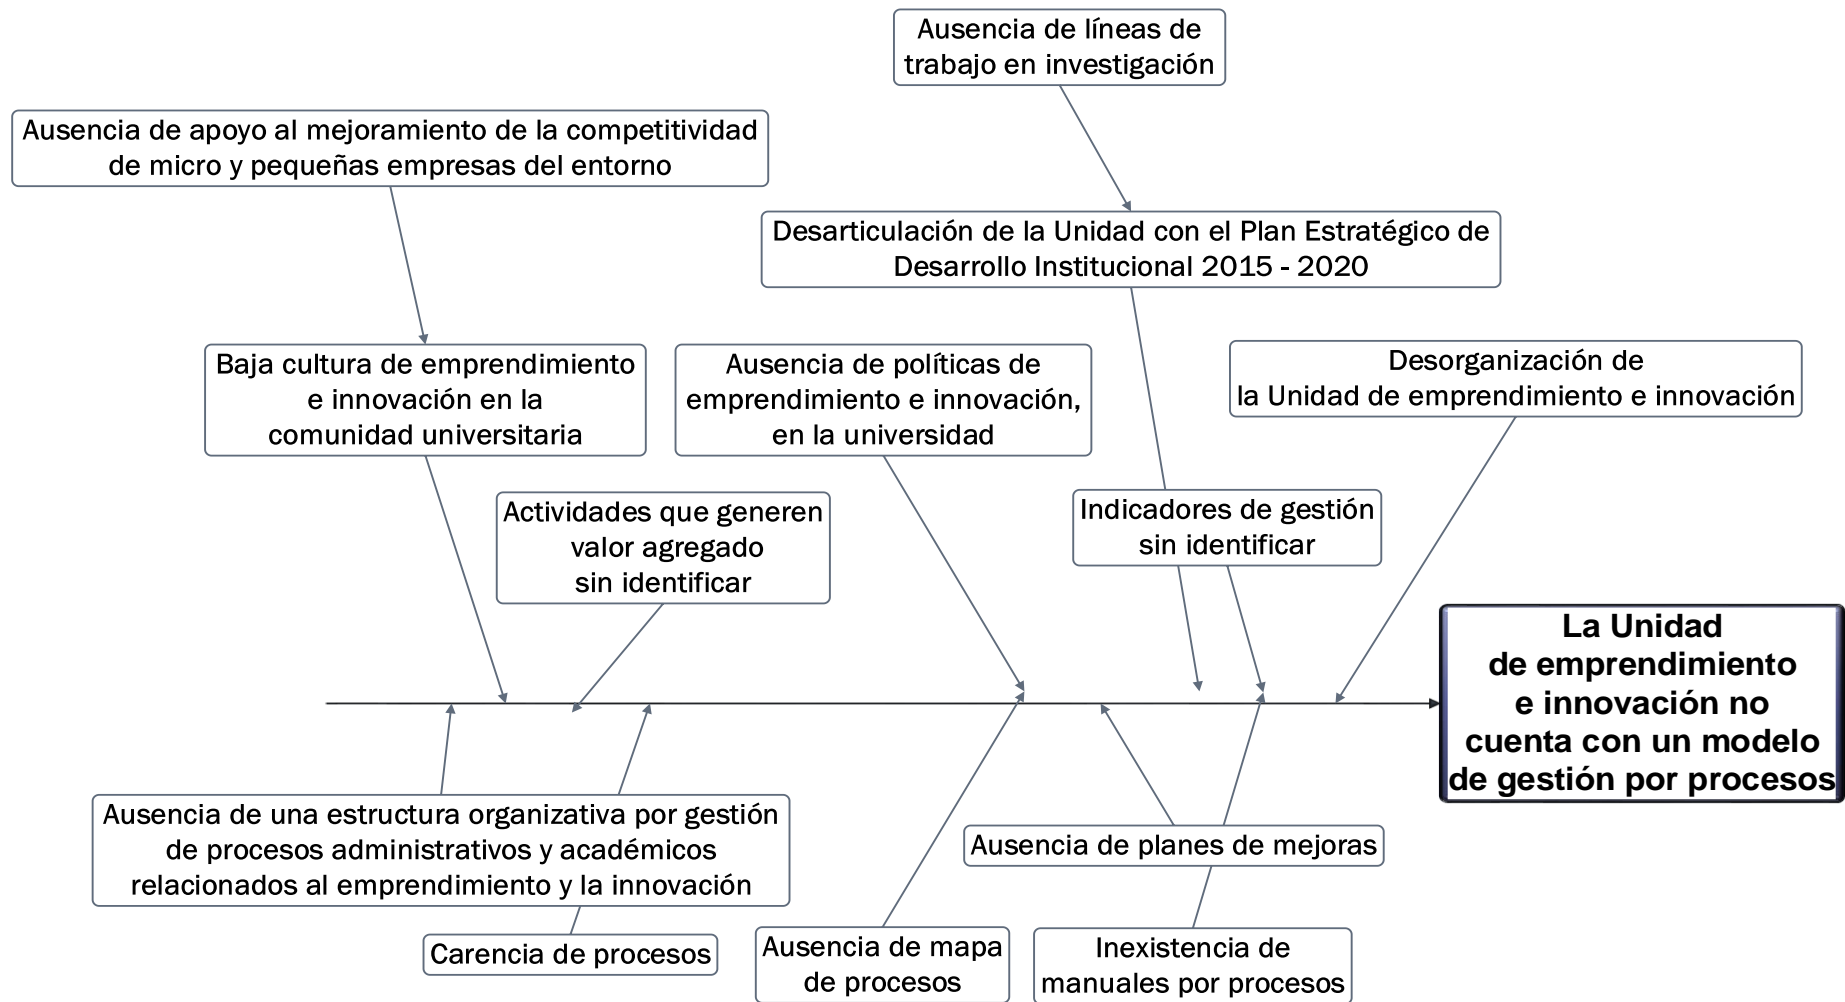 Ausencia de líneas de
trabajo en investigación
Ausencia de apoyo al mejoramiento de la competitividad
de micro y pequeñas empresas del entorno
Desarticulación de la Unidad con el Plan Estratégico de
Desarrollo Institucional 2015 - 2020
Baja cultura de emprendimiento
e innovación en la
comunidad universitaria
Ausencia de políticas de
emprendimiento e innovación,
en la universidad
Desorganización de
la Unidad de emprendimiento e innovación
Actividades que generen
valor agregado
sin identificar
Indicadores de gestión
sin identificar
La Unidad
de emprendimiento
e innovación no
cuenta con un modelo
de gestión por procesos
Ausencia de una estructura organizativa por gestión
de procesos administrativos y académicos
relacionados al emprendimiento y la innovación
Ausencia de planes de mejoras
Carencia de procesos
Ausencia de mapa
de procesos
Inexistencia de
manuales por procesos